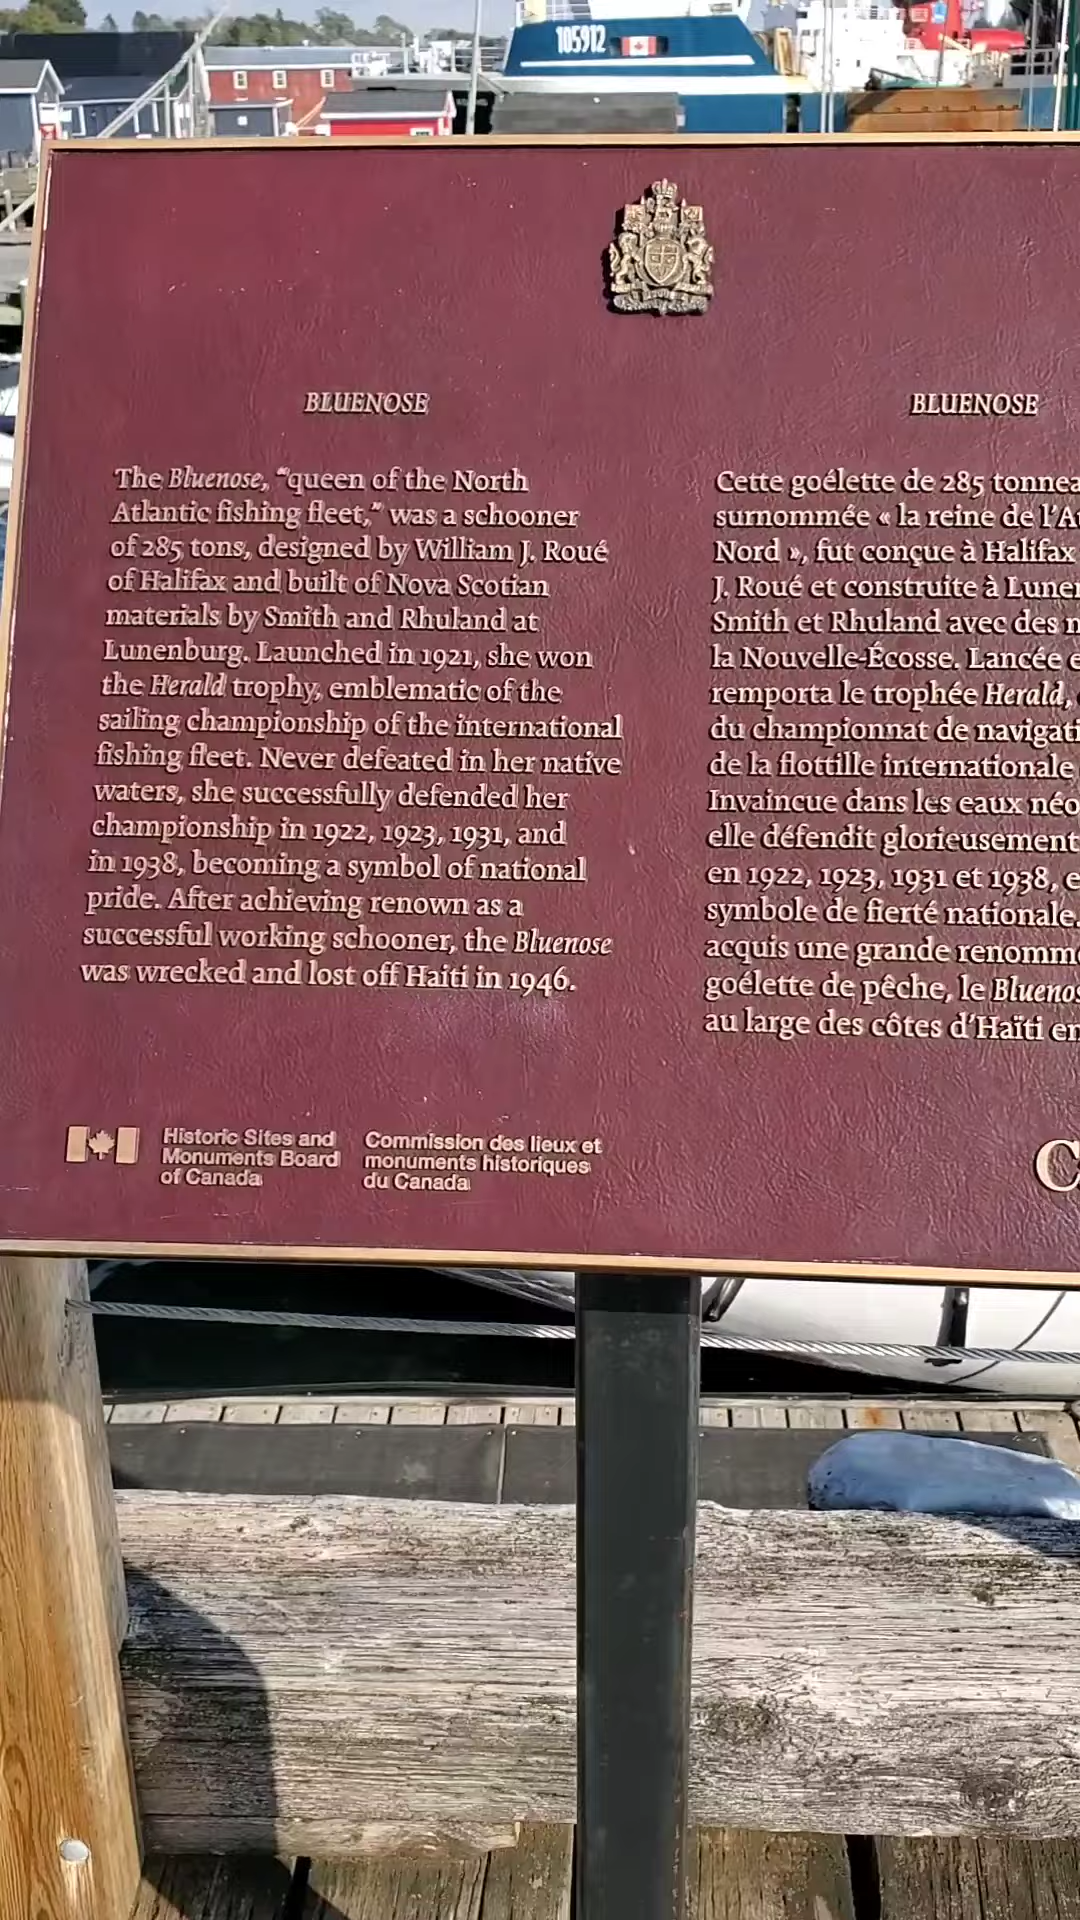 105912
BLUENOSE
The Bluenose, “queen of the North
Atlantic fishing fleet,” was a schooner
of 285 tons, designed by William J. Roué
of Halifax and built of Nova Scotian
materials by Smith and Rhuland at
Lunenburg. Launched in 1921, she won
the Herald trophy, emblematic of the
sailing championship of the international
fishing fleet. Never defeated in her native
waters, she successfully defended her
championship in 1922, 1923, 1931, and
in 1938, becoming a symbol of national
pride. After achieving renown as a
successful working schooner, the Bluenose
was wrecked and lost off Haiti in 1946.
BLUENOSE
Cette goélette de 285
surnommée « la reine de
Nord », fut conçue à Halifax
J. Roué et construite à
Smith et Rhuland avec des
la Nouvelle-Écosse. Lancée
remporta le trophée Herald,
du championnat de
de la flottille internationale
Invaincue dans les eaux
elle défendit glorieusement
en 1922, 1923, 1931 et 1938,
symbole de fierté nationale.
acquis une grande
goélette de pêche, le
au large des côtes d’Haïti
Historic Sites and
Monuments Board
of Canada
Commission des lieux et
monuments historiques
du Canada